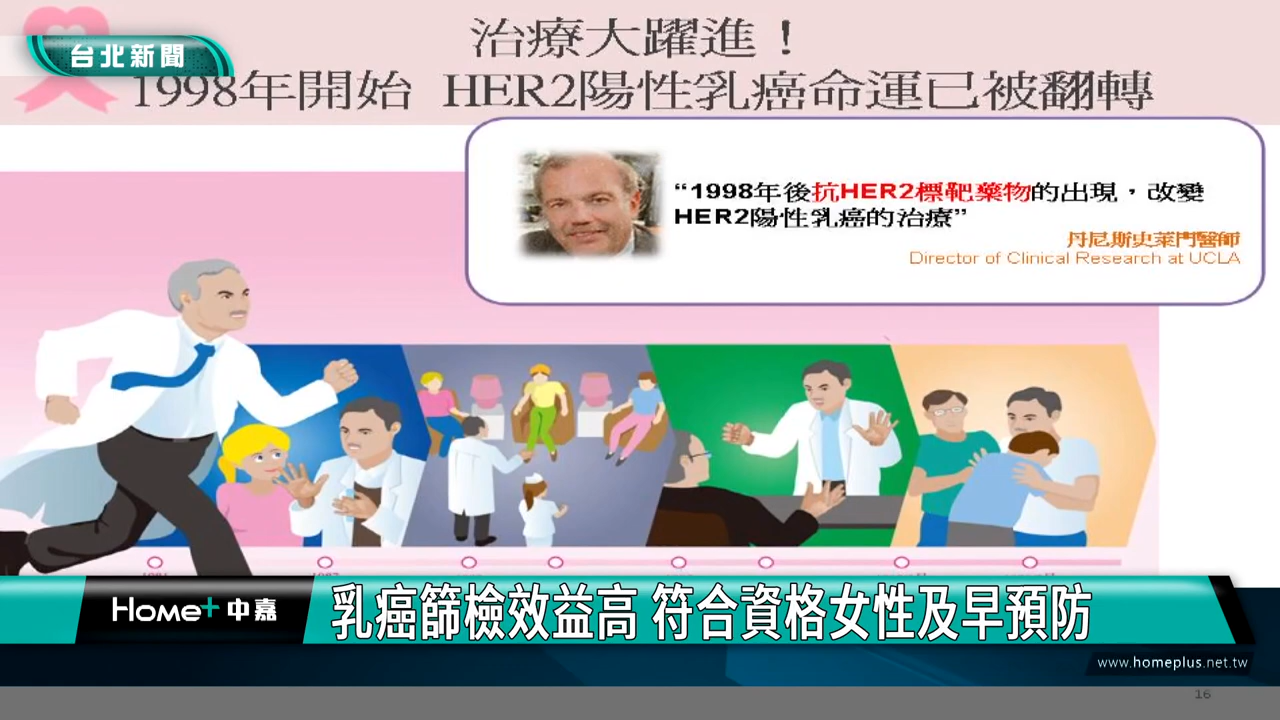 治療大躍進！
台北新聞
1998年開始 HER2陽性乳癌命運已被翻轉
“1998年後抗HER2標靶藥物的出現，改變
HER2陽性乳癌的治療”
丹尼斯史萊門醫師
Director of Clinical Research at UCLA
Home+ 中嘉
乳癌篩檢效益高 符合資格女性及早預防
www.homeplus.net.tw
16